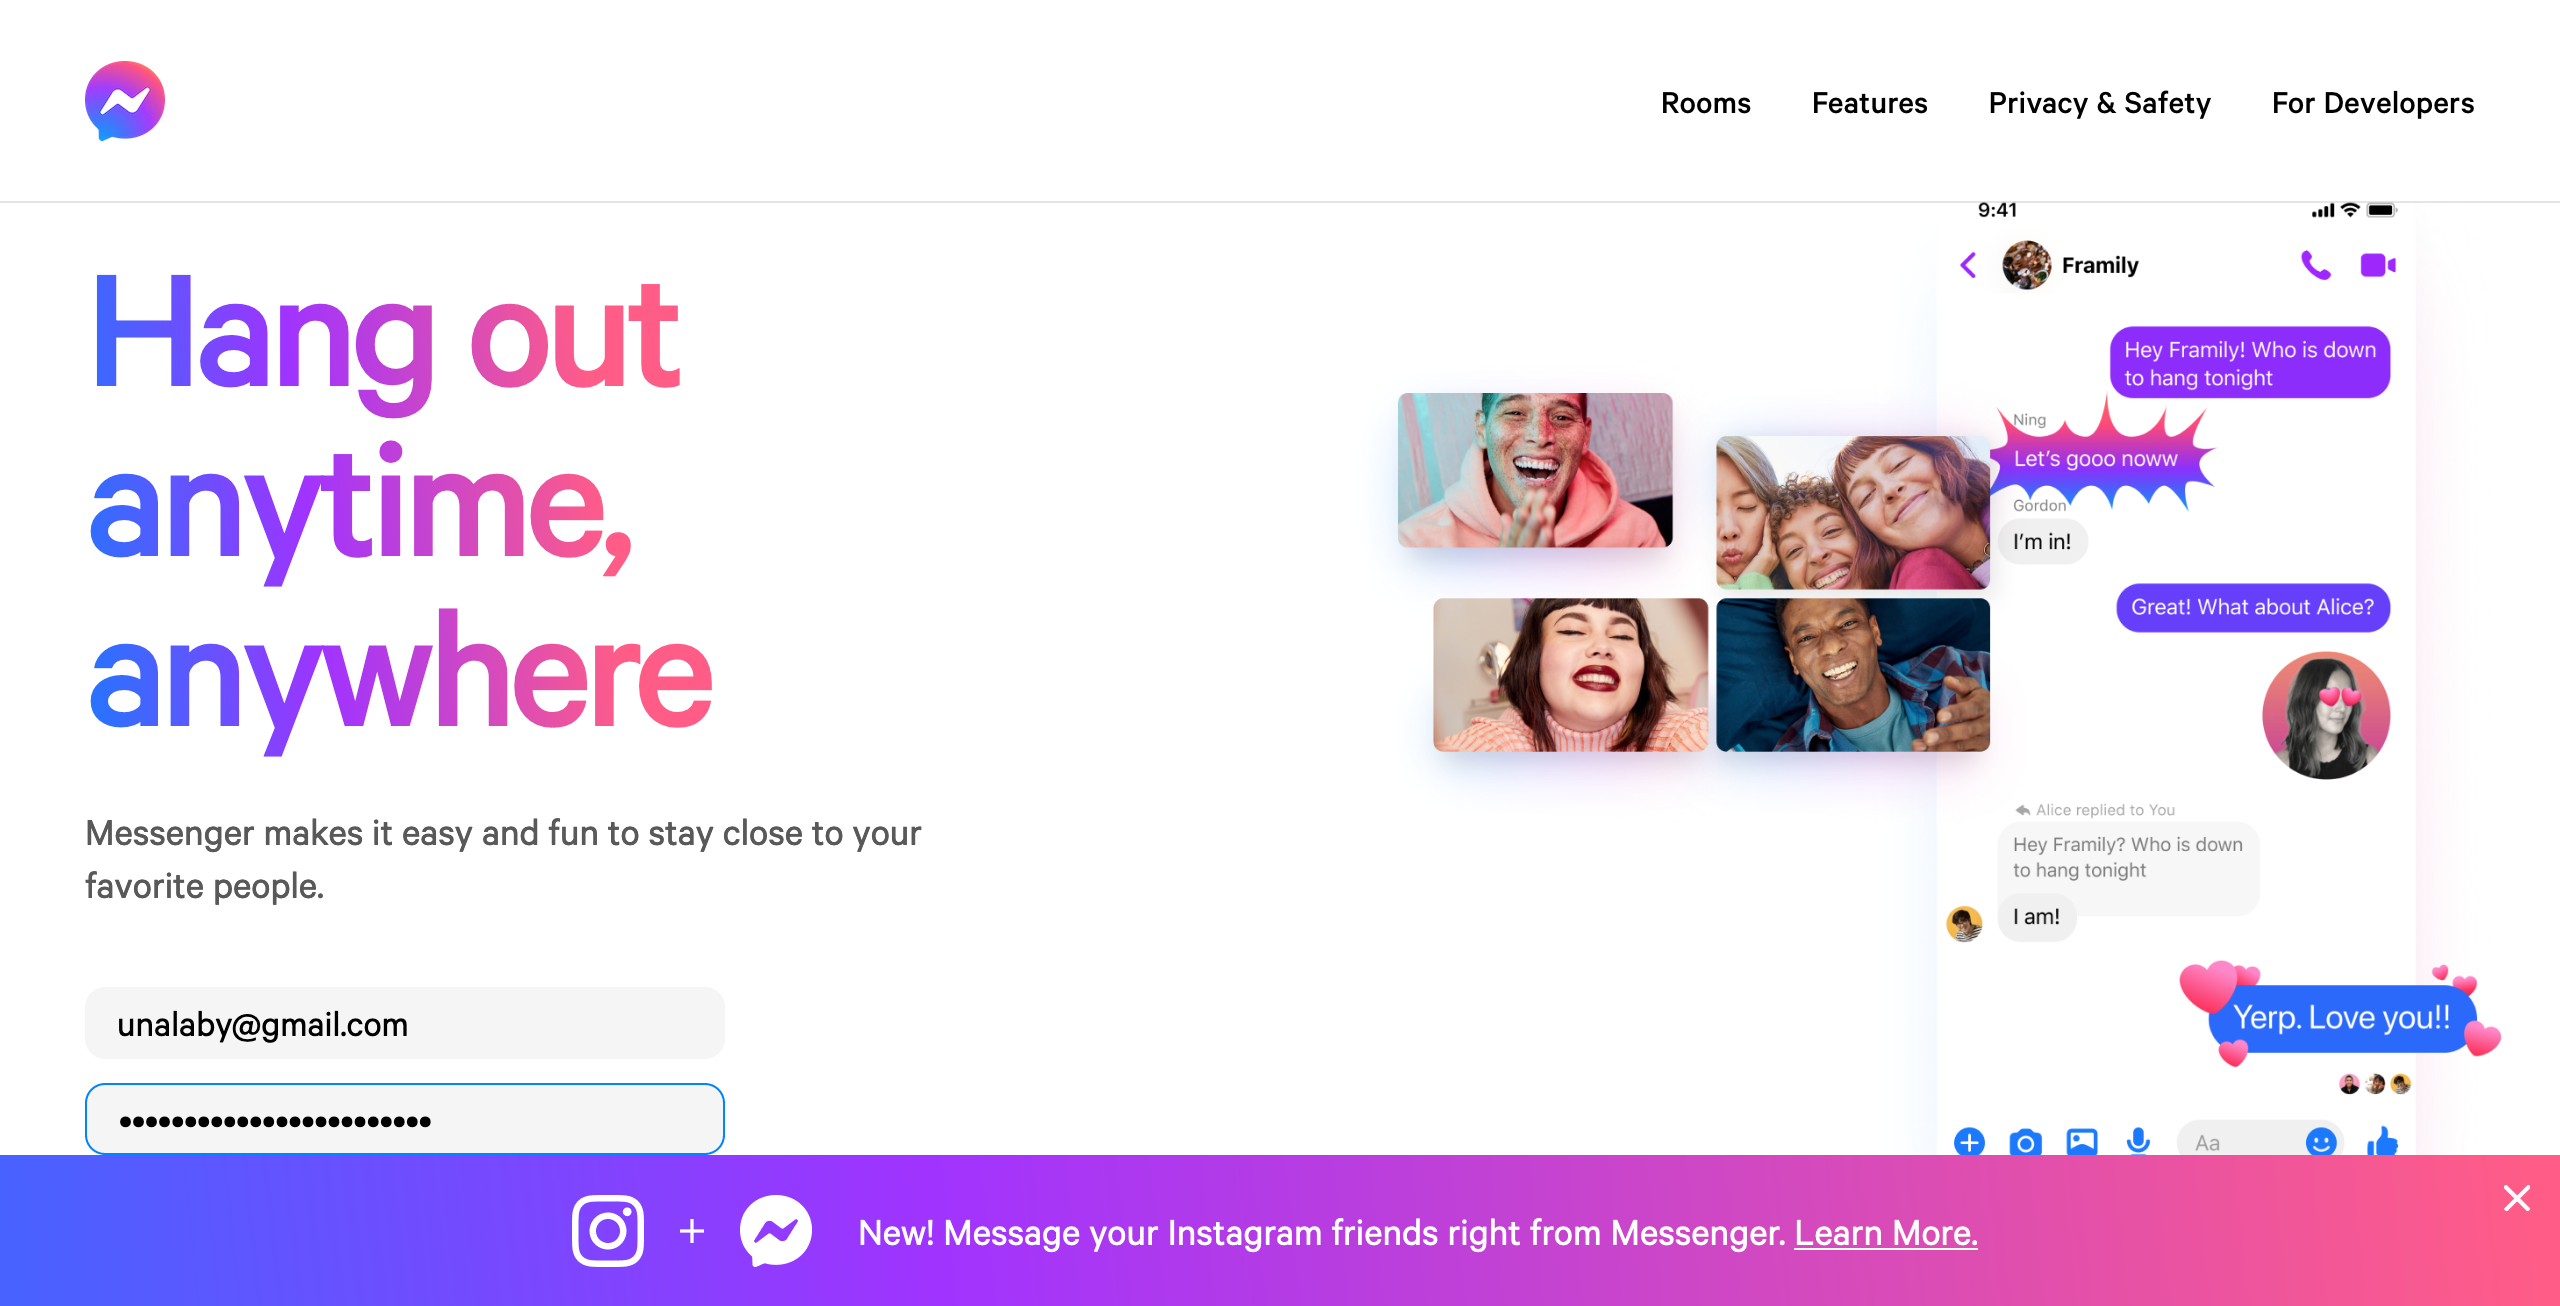 Rooms Features Privacy & Safety For Developers
Hang out
anytime,
anywhere
Messenger makes it easy and fun to stay close to your
favorite people.
unalaby@gmail.com
••••••••••••••••••••••••
9:41
Framily
Hey Framily! Who is down
to hang tonight
Ning
Let’s gooo noww
Gordon
I’m in!
Great! What about Alice?
Alice replied to You
Hey Framily? Who is down
to hang tonight
I am!
Yerp. Love you!!
Aa
+ New! Message your Instagram friends right from Messenger. Learn More.